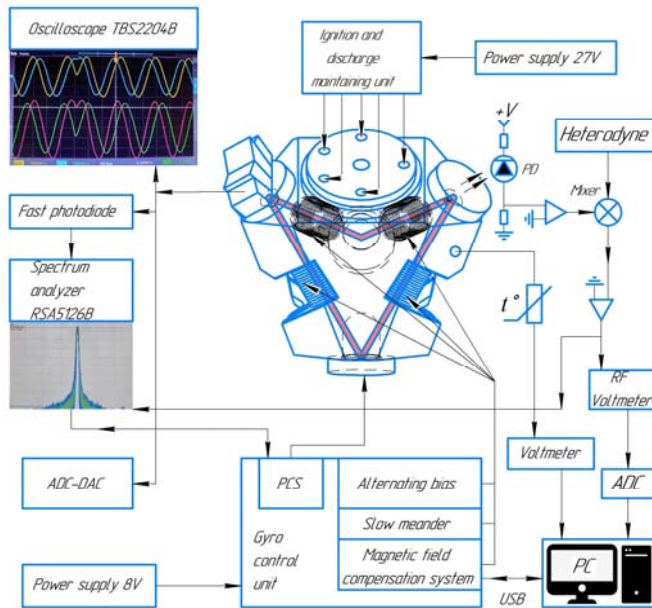 Oscilloscope TBS2204B
Ignition and
discharge
maintaining unit
Power supply 27V
+V
PD
Heterodyne
Mixer
Fast photodiode
Spectrum
analyzer
RSA5126B
t°
RF
Voltmeter
Voltmeter
ADC
ADC-DAC
PCS
Gyro
control
unit
Alternating bias
Slow meander
Magnetic field
compensation system
Power supply 8V
USB
PC